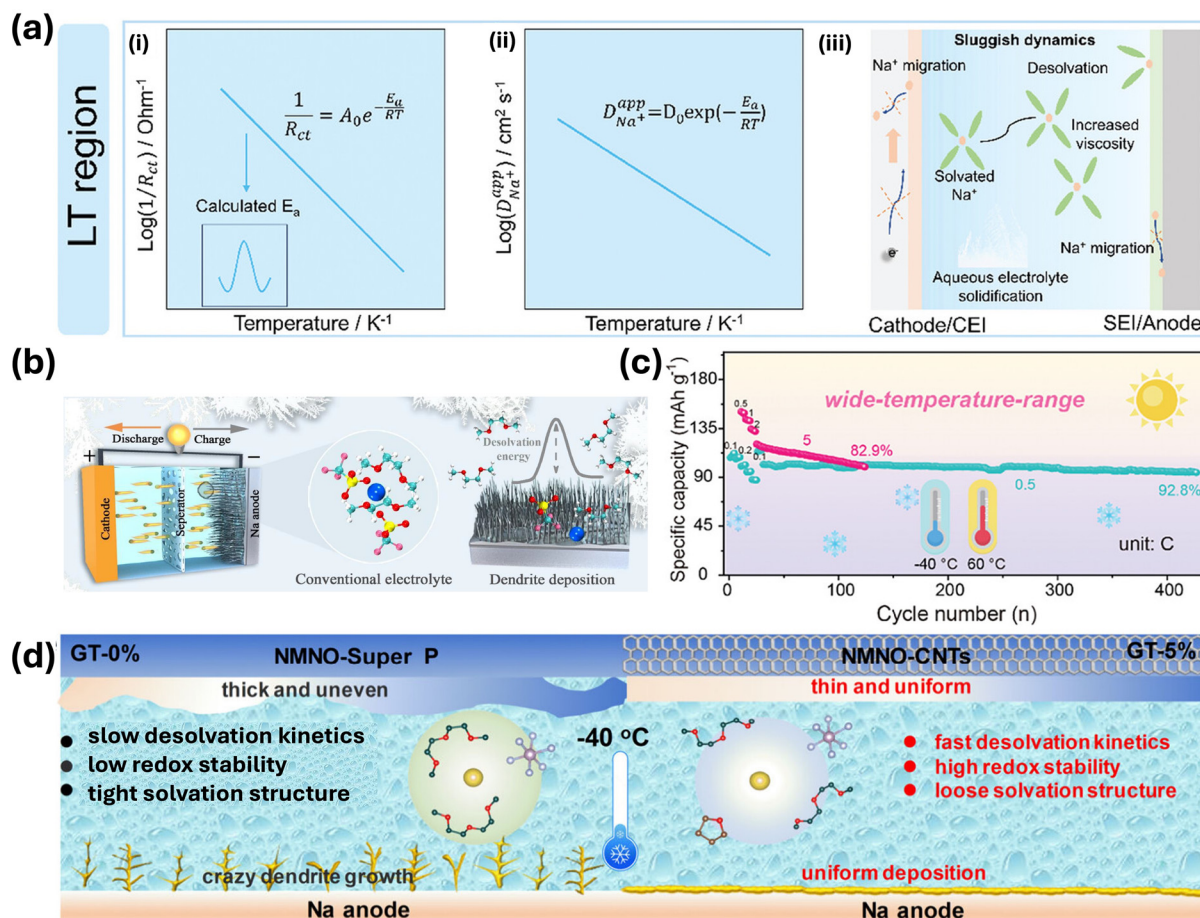 (a)
LT region
(i)
Log(1/R_ct) / Ohm⁻¹
1/R_ct = A₀e^(-E_a/RT)
Calculated E_a
Temperature / K⁻¹
(ii)
Log(D^app_Na⁺) / cm² s⁻¹
D^app_Na⁺=D₀exp(−E_a/RT)
Temperature / K⁻¹
(iii)
Sluggish dynamics
Na⁺ migration
Desolvation
Increased
viscosity
Solvated
Na⁺
e⁻
Na⁺ migration
Aqueous electrolyte
solidification
Cathode/CEI
SEI/Anode
(b)
Discharge
Charge
+
−
Cathode
Seperator
Na anode
Conventional electrolyte
Desolvation
energy
Dendrite deposition
(c)
Specific capacity (mAh g⁻¹)
180
135
90
45
0
wide-temperature-range
0.5
1
2
5
82.9%
0.1
0.2
0.1
0.5
92.8%
-40 °C
60 °C
unit: C
0
100
200
300
400
Cycle number (n)
(d)
GT-0%
NMNO-Super P
NMNO-CNTs
GT-5%
thick and uneven
thin and uniform
-40 °C
• slow desolvation kinetics
• low redox stability
• tight solvation structure
• fast desolvation kinetics
• high redox stability
• loose solvation structure
crazy dendrite growth
uniform deposition
Na anode
Na anode